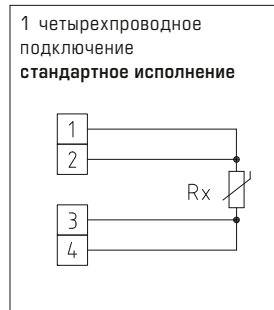 1 четырехпроводное
подключение
стандартное исполнение
1
2
Rx
3
4